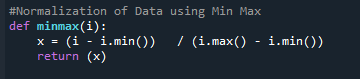 #Normalization of Data using Min Max
def minmax(i):
    x = (i - i.min())   / (i.max() - i.min())
    return (x)